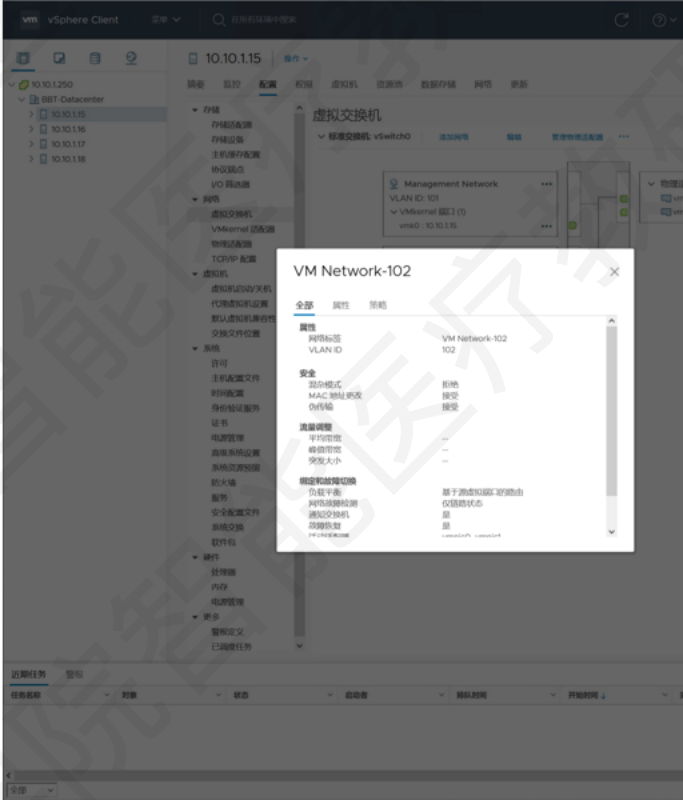 vm vSphere Client 菜单 在所有环境中搜索
10.10.1.250
BBT-Datacenter
10.10.1.15
10.10.1.16
10.10.1.17
10.10.1.18
10.10.1.15 操作
摘要 监控 配置 权限 虚拟机 资源池 数据存储 网络 更新
存储
存储适配器
存储设备
主机缓存配置
协议端点
I/O 筛选器
网络
虚拟交换机
VMkernel 适配器
物理适配器
TCP/IP 配置
虚拟机
虚拟机启动/关机
代理虚拟机设置
默认虚拟机兼容性
交换文件位置
系统
许可
主机配置文件
时间配置
身份验证服务
证书
电源管理
高级系统设置
系统资源预留
防火墙
服务
安全配置文件
系统交换
软件包
硬件
处理器
内存
电源管理
更多
警报定义
已调度任务
虚拟交换机
标准交换机: vSwitch0 添加网络 编辑 管理物理适配器 ...
Management Network ...
VLAN ID: 101
VMkernel 端口 (1)
vmk0 : 10.10.1.15 ...
物理适
vm
vm
VM Network-102
全部 属性 策略
属性
网络标签 VM Network-102
VLAN ID 102
安全
混杂模式 拒绝
MAC 地址更改 接受
伪传输 接受
流量调整
平均带宽 --
峰值带宽 --
突发大小 --
绑定和故障切换
负载平衡 基于源虚拟端口的路由
网络故障检测 仅链路状态
通知交换机 是
故障恢复 是
活动适配器 vmnic0, vmnic1
近期任务 警报
任务名称 对象 状态 启动者 排队时间 开始时间 ↓
全部